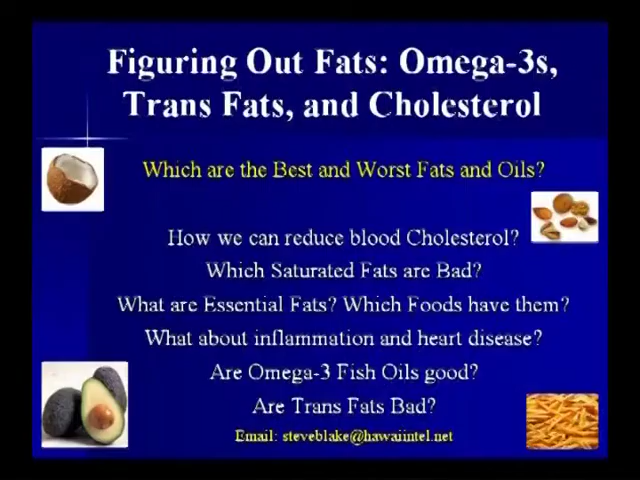 Figuring Out Fats: Omega-3s,
Trans Fats, and Cholesterol
Which are the Best and Worst Fats and Oils?
How we can reduce blood Cholesterol?
Which Saturated Fats are Bad?
What are Essential Fats? Which Foods have them?
What about inflammation and heart disease?
Are Omega-3 Fish Oils good?
Are Trans Fats Bad?
Email: steveblake@hawaiintel.net